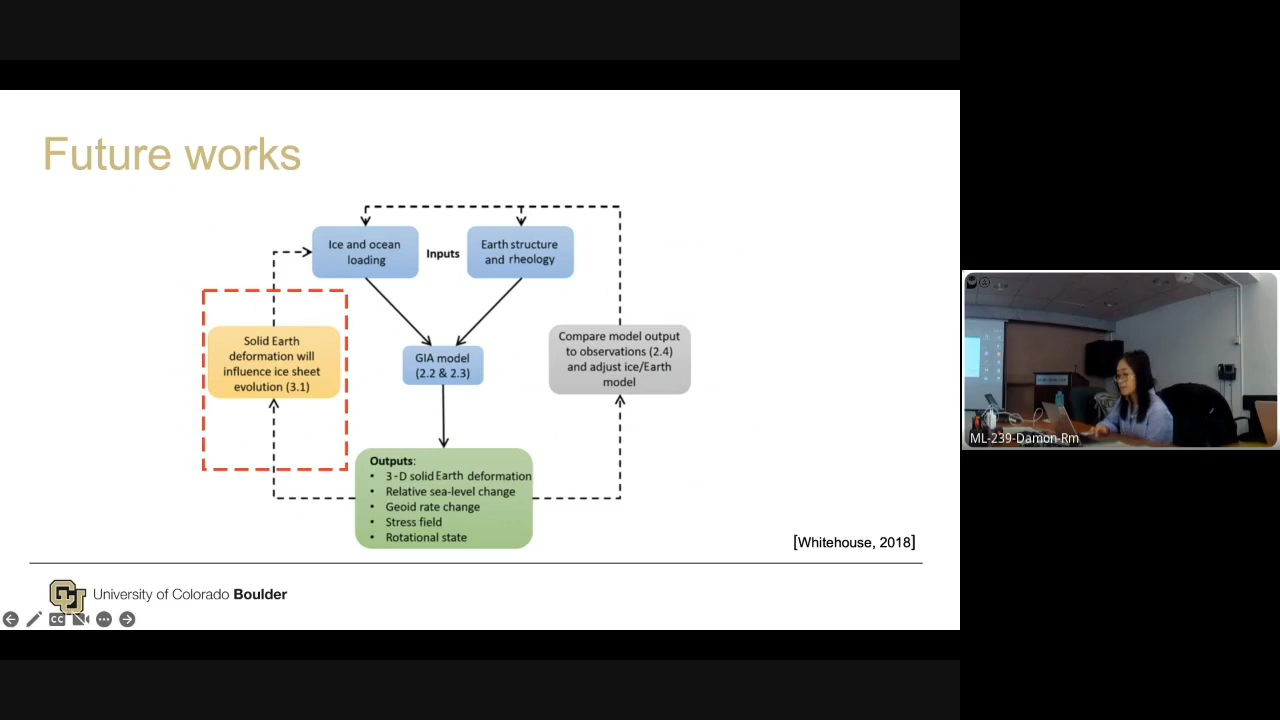 Future works
Ice and ocean
loading
Inputs
Earth structure
and rheology
Solid Earth
deformation will
influence ice sheet
evolution (3.1)
GIA model
(2.2 & 2.3)
Compare model output
to observations (2.4)
and adjust ice/Earth
model
Outputs:
• 3-D solid Earth deformation
• Relative sea-level change
• Geoid rate change
• Stress field
• Rotational state
[Whitehouse, 2018]
CU
University of Colorado Boulder
CC
ML-239-Damon-Rm